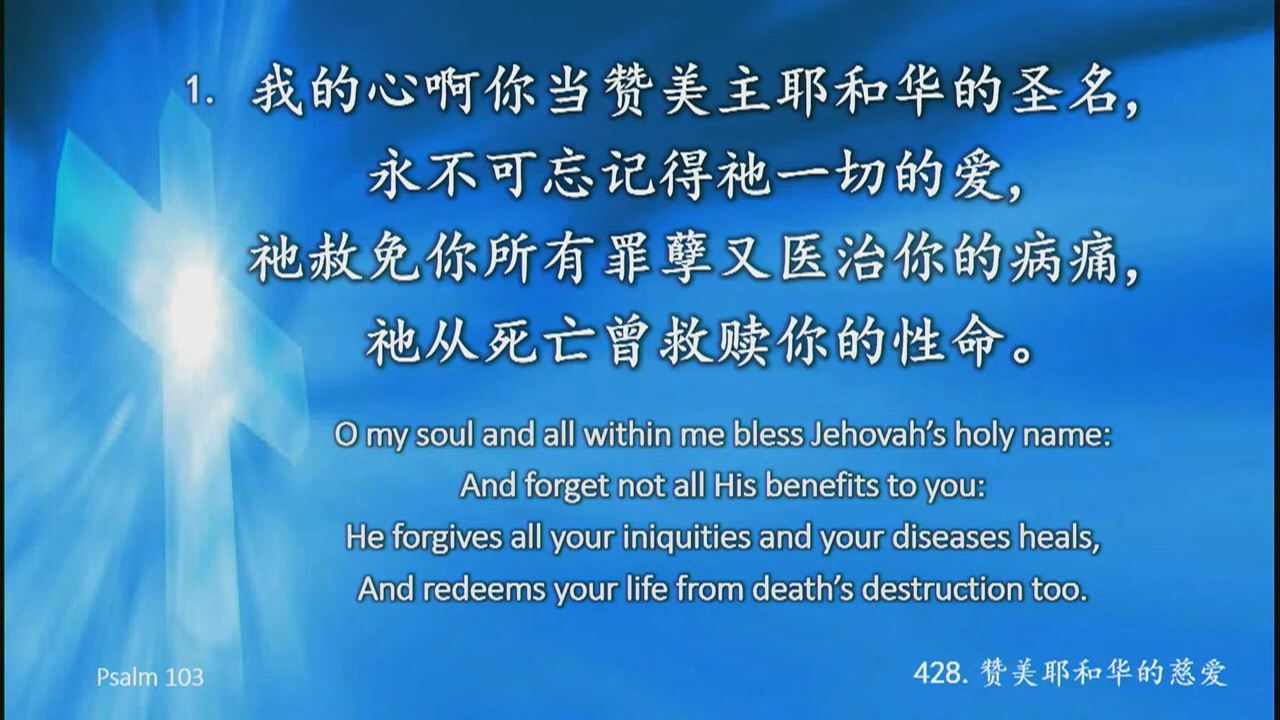 1. 我的心啊你当赞美主耶和华的圣名,
永不可忘记得祂一切的爱,
祂赦免你所有罪孽又医治你的病痛,
祂从死亡曾救赎你的性命。
O my soul and all within me bless Jehovah’s holy name:
And forget not all His benefits to you:
He forgives all your iniquities and your diseases heals,
And redeems your life from death’s destruction too.
Psalm 103
428. 赞美耶和华的慈爱